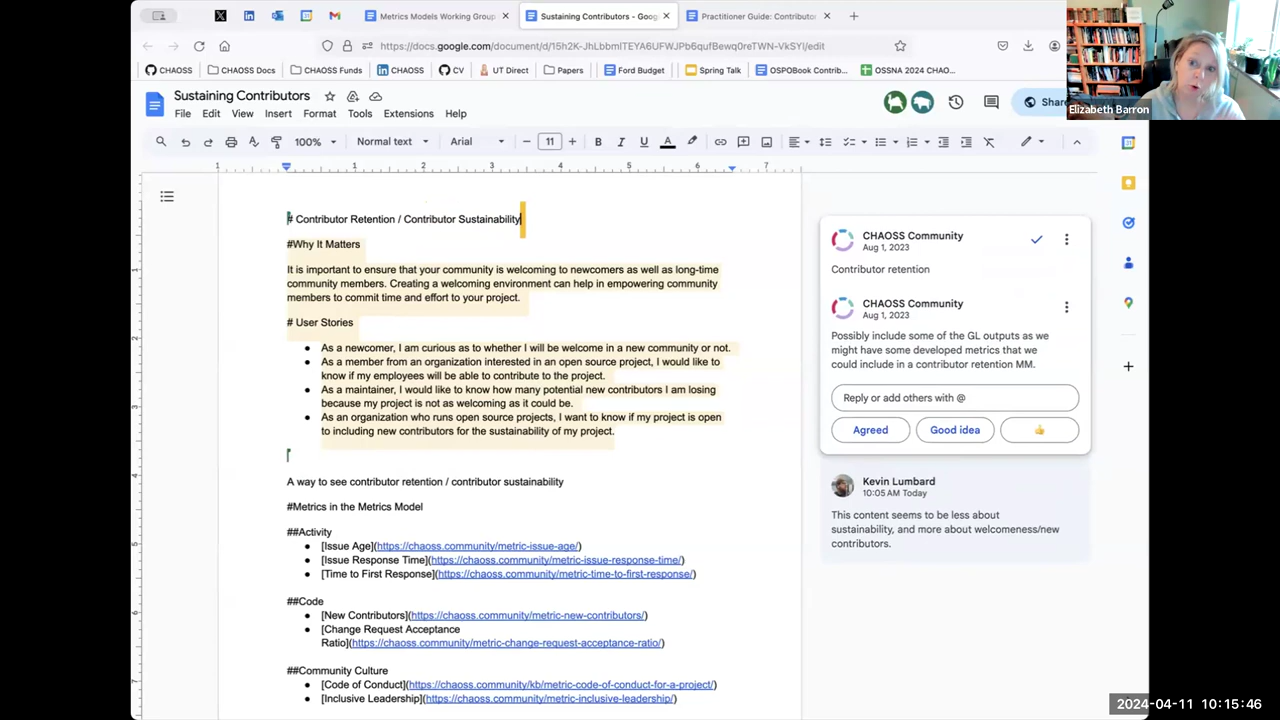 Metrics Models Working Group
Sustaining Contributors - Goog
Practitioner Guide: Contributor
https://docs.google.com/document/d/15h2K-JhLbbmlTEYA6UFWJPb6qufBewq0reTWN-VkSYI/edit
CHAOSS
CHAOSS Docs
CHAOSS Funds
CHAOSS
CV
UT Direct
Papers
Ford Budget
Spring Talk
OSPOBook Contrib...
OSSNA 2024 CHAO...
Elizabeth Barron
Sustaining Contributors
Share
File Edit View Insert Format Tools Extensions Help
100% Normal text Arial 11 B I U A
1 1 2 3 4 5 6 7
# Contributor Retention / Contributor Sustainability
#Why It Matters
It is important to ensure that your community is welcoming to newcomers as well as long-time
community members. Creating a welcoming environment can help in empowering community
members to commit time and effort to your project.
# User Stories
● As a newcomer, I am curious as to whether I will be welcome in a new community or not.
● As a member from an organization interested in an open source project, I would like to
know if my employees will be able to contribute to the project.
● As a maintainer, I would like to know how many potential new contributors I am losing
because my project is not as welcoming as it could be.
● As an organization who runs open source projects, I want to know if my project is open
to including new contributors for the sustainability of my project.
A way to see contributor retention / contributor sustainability
#Metrics in the Metrics Model
##Activity
● [Issue Age](https://chaoss.community/metric-issue-age/)
● [Issue Response Time](https://chaoss.community/metric-issue-response-time/)
● [Time to First Response](https://chaoss.community/metric-time-to-first-response/)
##Code
● [New Contributors](https://chaoss.community/metric-new-contributors/)
● [Change Request Acceptance
Ratio](https://chaoss.community/metric-change-request-acceptance-ratio/)
##Community Culture
● [Code of Conduct](https://chaoss.community/kb/metric-code-of-conduct-for-a-project/)
● [Inclusive Leadership](https://chaoss.community/metric-inclusive-leadership/)
CHAOSS Community
Aug 1, 2023
Contributor retention
CHAOSS Community
Aug 1, 2023
Possibly include some of the GL outputs as we
might have some developed metrics that we
could include in a contributor retention MM.
Reply or add others with @
Agreed
Good idea
Kevin Lumbard
10:05 AM Today
This content seems to be less about
sustainability, and more about welcomeness/new
contributors.
2024-04-11 10:15:46